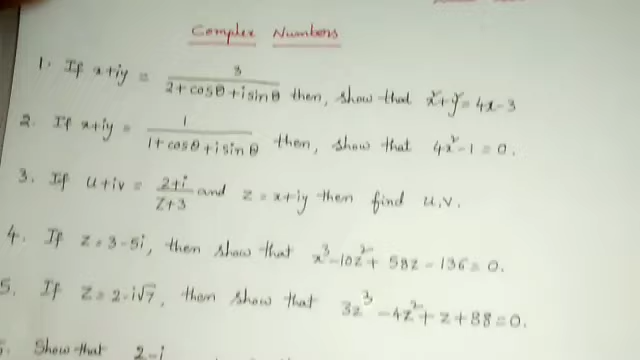 Complex Numbers
1. If x+iy = 3/(2+cosθ+isinθ) then, show that x²+y²=4x-3
2. If x+iy = 1/(1+cosθ+isinθ) then, show that 4x²-1=0.
3. If u+iv = (2+i)/(z+3) and z=x+iy then find u,v.
4. If z=3-5i, then show that x³-10z²+58z-136=0.
5. If z=2-i√7, then show that 3z³-4z²+z+88=0.
Show that 2-i